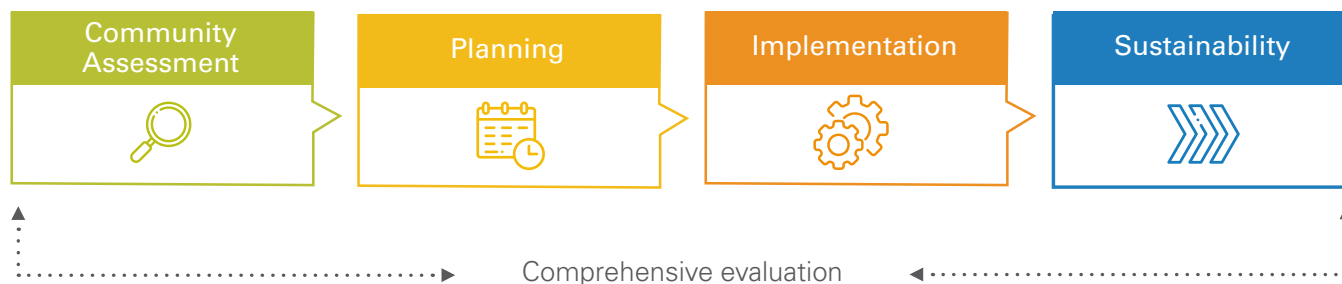 Community
Assessment
Planning
Implementation
Sustainability
Comprehensive evaluation